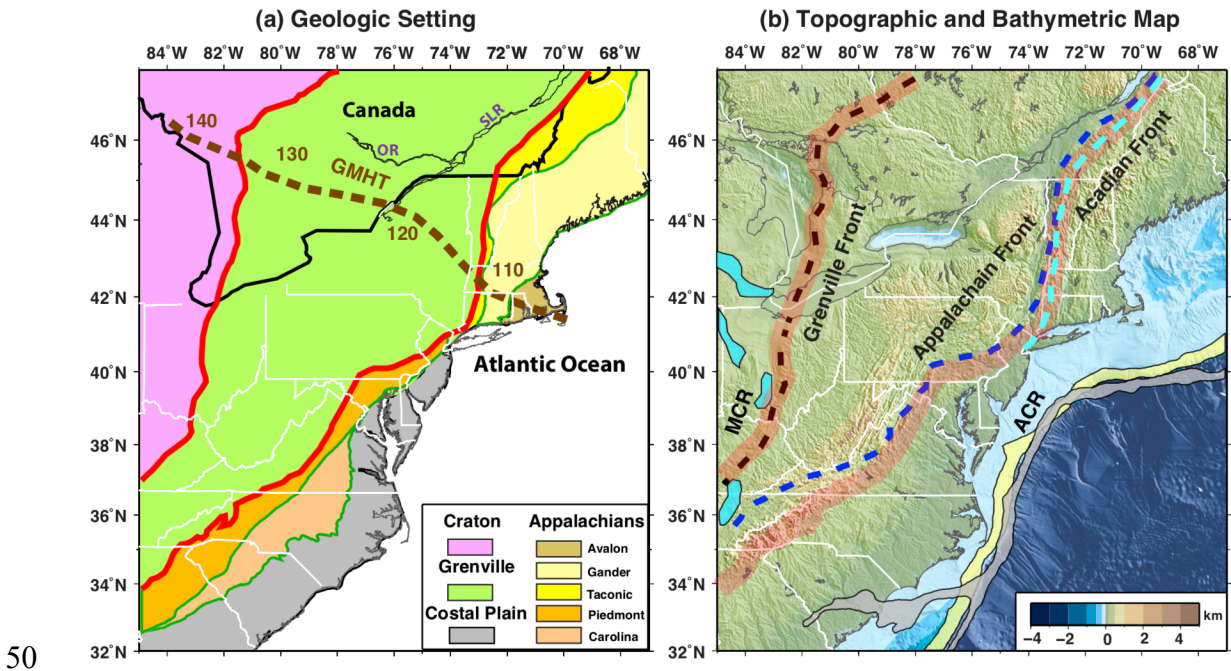 (a) Geologic Setting
84˚W 82˚W 80˚W 78˚W 76˚W 74˚W 72˚W 70˚W 68˚W
46˚N
44˚N
42˚N
40˚N
38˚N
36˚N
34˚N
32˚N
Canada
140
130
OR
SLR
GMHT
120
110
Atlantic Ocean
Craton
Grenville
Costal Plain
Appalachians
Avalon
Gander
Taconic
Piedmont
Carolina
(b) Topographic and Bathymetric Map
84˚W 82˚W 80˚W 78˚W 76˚W 74˚W 72˚W 70˚W 68˚W
46˚N
44˚N
42˚N
40˚N
38˚N
36˚N
34˚N
32˚N
Grenville Front
Appalachain Front
Acadian Front
MCR
ACR
km
−4 −2 0 2 4
50